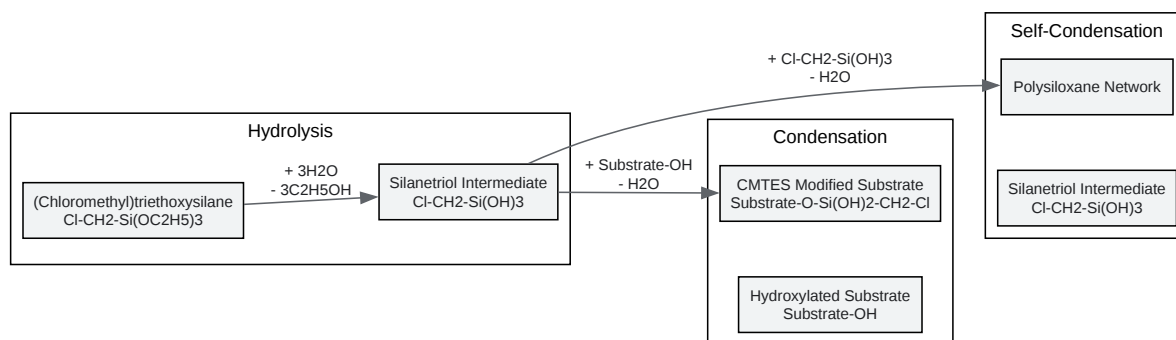 Hydrolysis
(Chloromethyl)triethoxysilane
Cl-CH2-Si(OC2H5)3
+ 3H2O
- 3C2H5OH
Silanetriol Intermediate
Cl-CH2-Si(OH)3
+ Substrate-OH
- H2O
+ Cl-CH2-Si(OH)3
- H2O
Condensation
CMTES Modified Substrate
Substrate-O-Si(OH)2-CH2-Cl
Hydroxylated Substrate
Substrate-OH
Self-Condensation
Polysiloxane Network
Silanetriol Intermediate
Cl-CH2-Si(OH)3